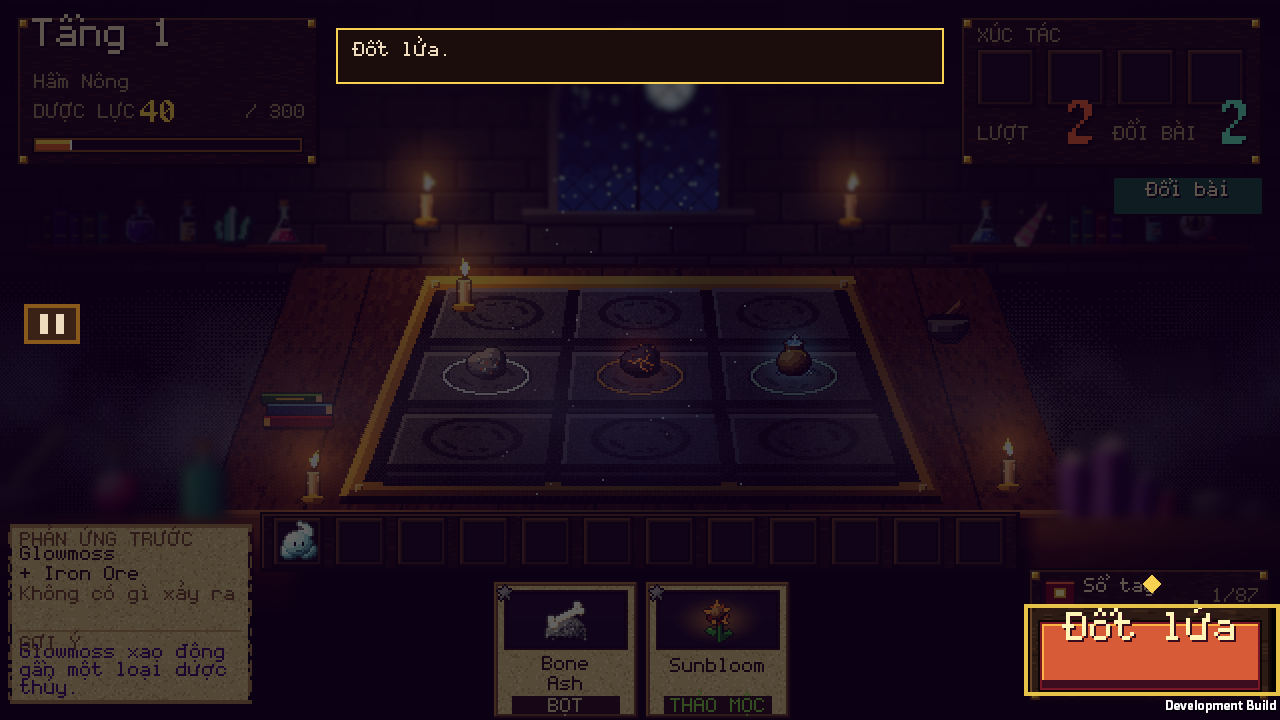 Tầng 1
Hầm Nông
DƯỢC LỰC 40 / 300
Đốt lửa.
XÚC TÁC
LƯỢT 2 ĐỔI BÀI 2
Đổi bài
PHẢN ỨNG TRƯỚC
Glowmoss
+ Iron Ore
Không có gì xảy ra
GỢI Ý
Glowmoss xao động
gần một loại dược
thủy.
Bone
Ash
BỘT
Sunbloom
THẢO MỘC
Sổ tay
1/87
Đốt lửa
Development Build